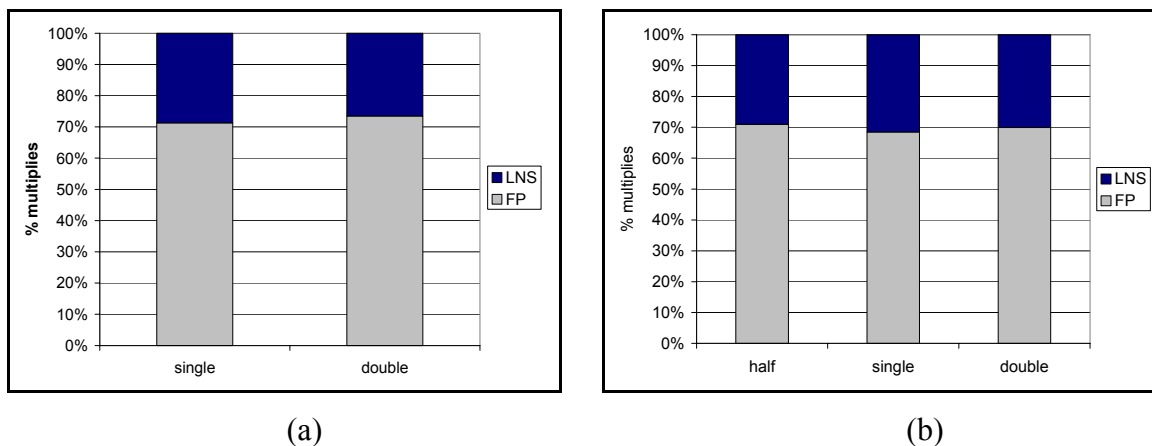 100%
90%
80%
70%
60%
50%
40%
30%
20%
10%
0%
% multiplies
single double
LNS
FP
(a)
100%
90%
80%
70%
60%
50%
40%
30%
20%
10%
0%
% multiplies
half single double
LNS
FP
(b)